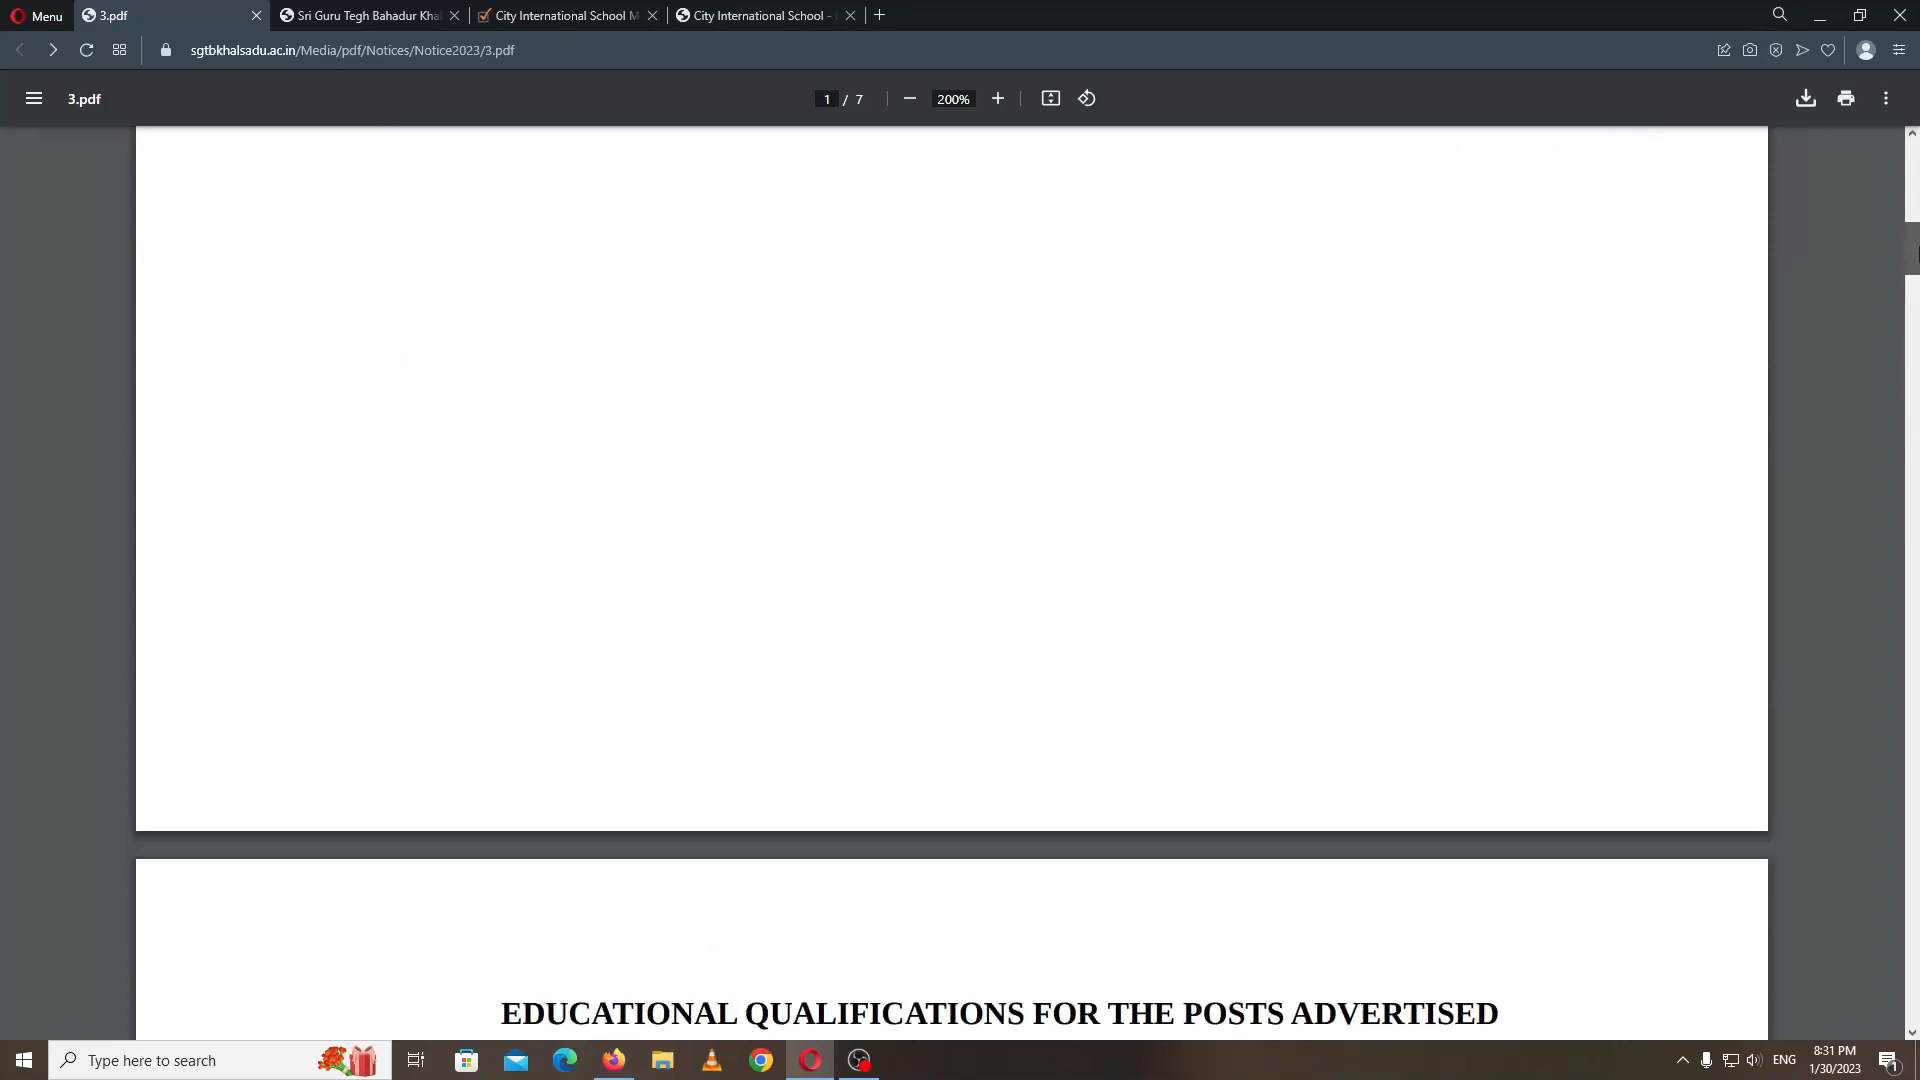 Menu
3.pdf
Sri Guru Tegh Bahadur Kha
City International School M
City International School -
sgtbkhalsadu.ac.in/Media/pdf/Notices/Notice2023/3.pdf
3.pdf
1 / 7
200%
EDUCATIONAL QUALIFICATIONS FOR THE POSTS ADVERTISED
Type here to search
ENG
8:31 PM
1/30/2023
1